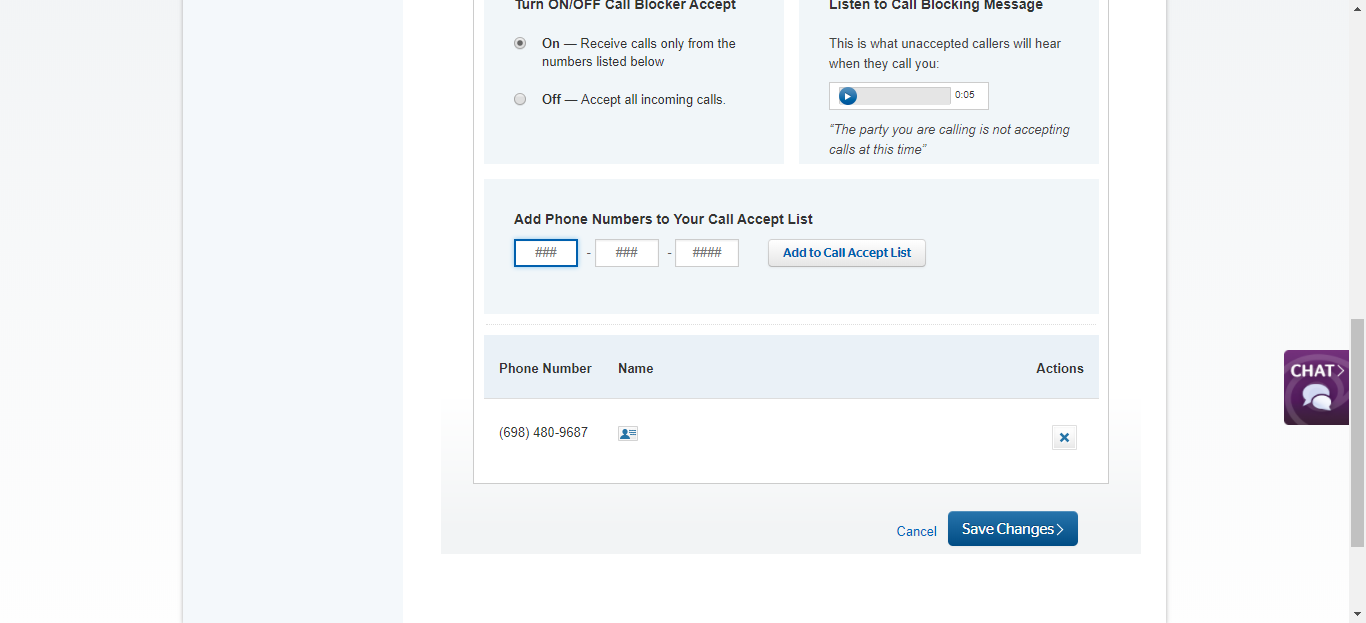 Turn ON/OFF Call Blocker Accept
On — Receive calls only from the
numbers listed below
Off — Accept all incoming calls.
Listen to Call Blocking Message
This is what unaccepted callers will hear
when they call you:
0:05
“The party you are calling is not accepting
calls at this time”
Add Phone Numbers to Your Call Accept List
### - ### - #### Add to Call Accept List
Phone Number Name Actions
(698) 480-9687
Cancel Save Changes
CHAT